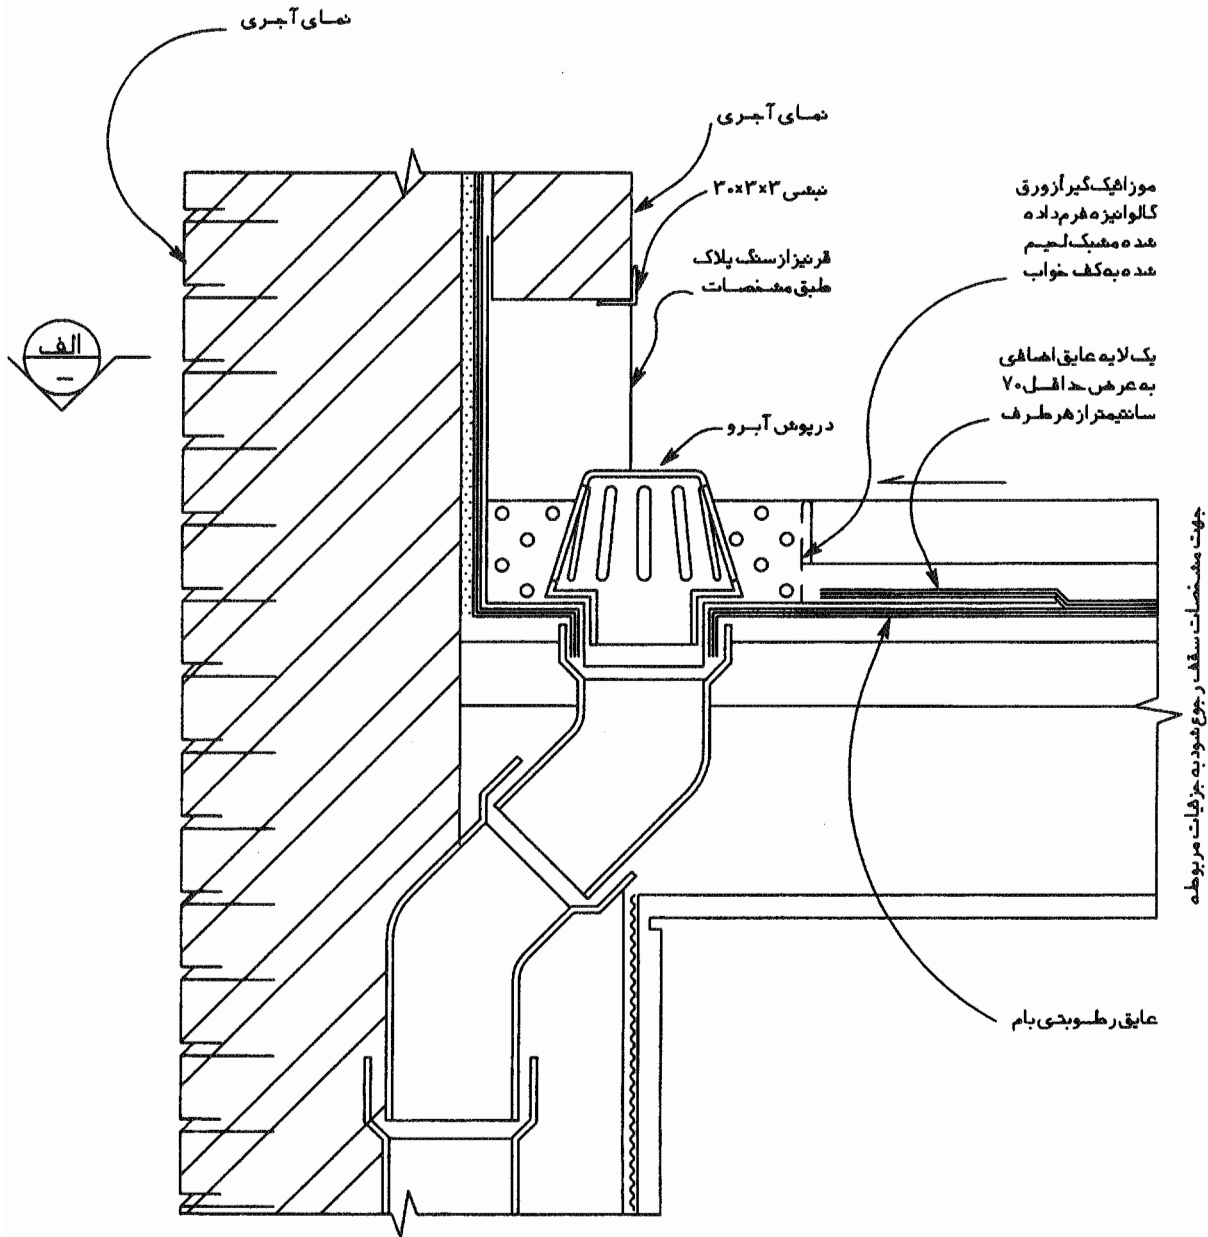 نمای آجری
نمای آجری
نبشی ۳×۳×۳۰
قرنیز از سنگ پلاک
طبق مشخصات
درپوش آبرو
موزائیک گیر از ورق
گالوانیزه فرم داده
شده مشبک لحیم
شده به کف خواب
یک لایه عایق اضافی
به عرض حداقل ۷۰
سانتیمتر از هر طرف
الف
–
عایق رطوبتی بام
جهت مشخصات سقف رجوع شود به جزئیات مربوطه